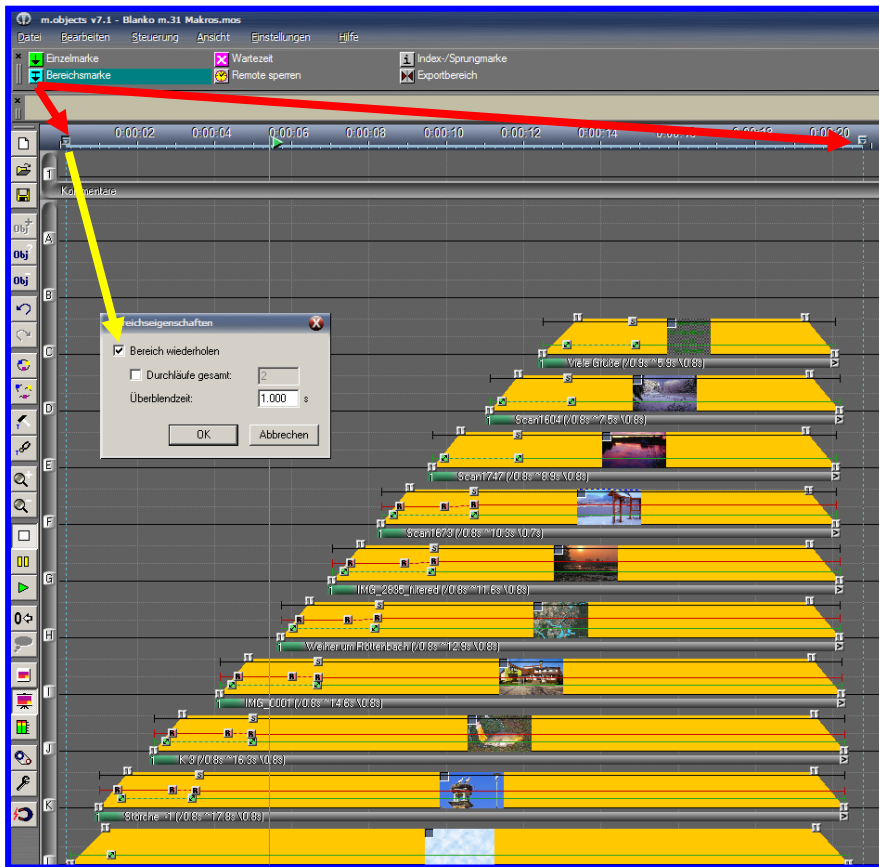 m.objects v7.1 - Blanko m.31 Makros.mos
Datei Bearbeiten Steuerung Ansicht Einstellungen Hilfe
Einzelmarke Wartezeit Index-/Sprungmarke
Bereichsmarke Remote sperren Exportbereich
0:00:02 0:00:04 0:00:06 0:00:08 0:00:10 0:00:12 0:00:14 0:00:20
1
Kommentare
A
B
C
Bereich wiederholen
Durchläufe gesamt: 2
Überblendzeit: 1.000 s
OK Abbrechen
Viele Grüße (/0.9s ~5.9s \0.8s)
D
Scan1604 (/0.8s ~7.5s \0.8s)
E
Scan1747 (/0.8s ~8.9s \0.8s)
F
Scan1673 (/0.8s ~10.3s \0.7s)
G
IMG_2835_filtered (/0.8s ~11.6s \0.8s)
H
Weiher um Röttenbach (/0.8s ~12.9s \0.8s)
I
IMG_0001 (/0.8s ~14.6s \0.8s)
J
K 3 (/0.8s ~16.3s \0.8s)
K
Störche -1 (/0.8s ~17.8s \0.8s)